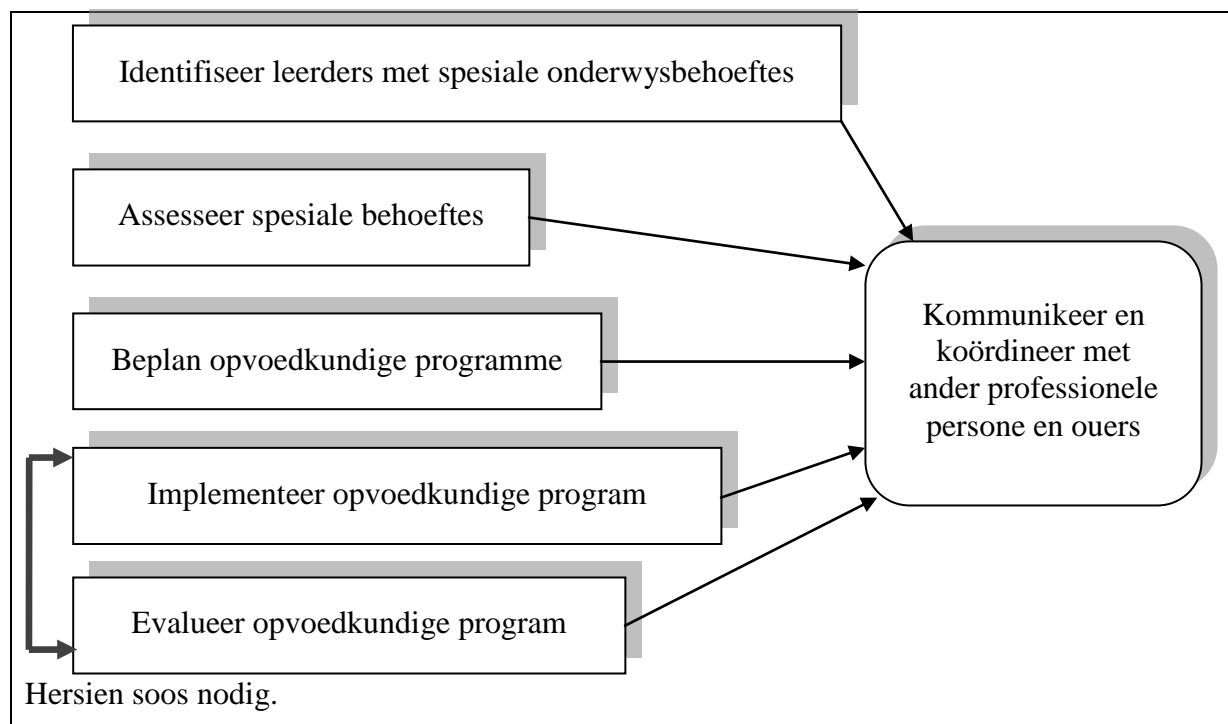 Identifiseer leerders met spesiale onderwysbehoeftes
Assesseer spesiale behoeftes
Beplan opvoedkundige programme
Implementeer opvoedkundige program
Evalueer opvoedkundige program
Hersien soos nodig.
Kommunikeer en
koördineer met
ander professionele
persone en ouers